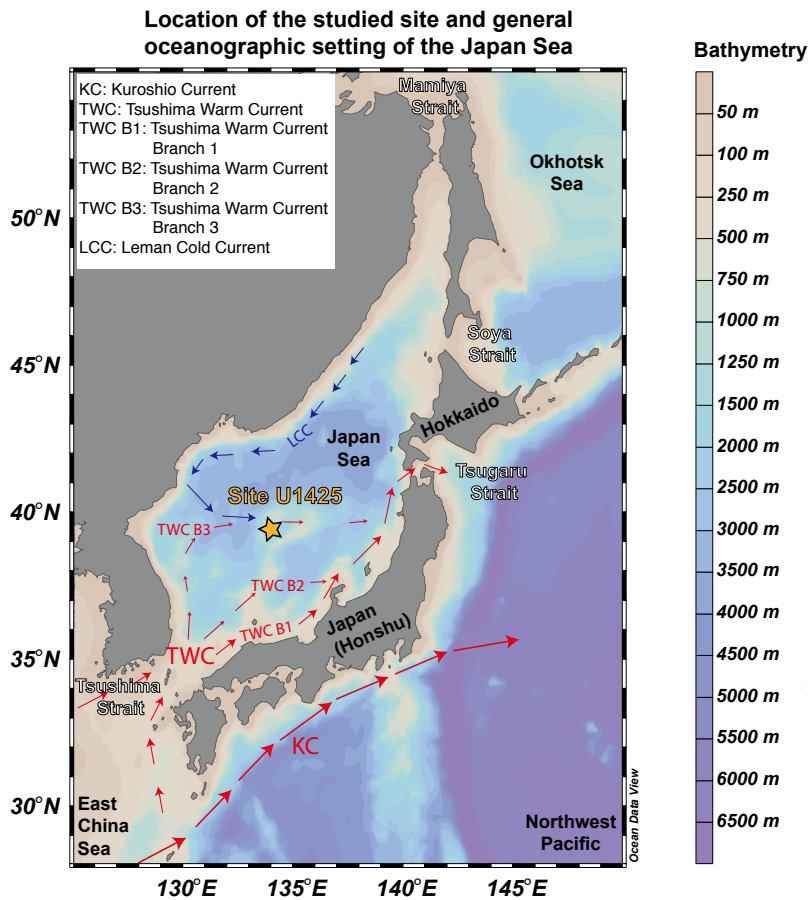 Location of the studied site and general
oceanographic setting of the Japan Sea
Bathymetry
KC: Kuroshio Current
TWC: Tsushima Warm Current
TWC B1: Tsushima Warm Current
Branch 1
TWC B2: Tsushima Warm Current
Branch 2
TWC B3: Tsushima Warm Current
Branch 3
LCC: Leman Cold Current
Mamiya
Strait
Okhotsk
Sea
Soya
Strait
Hokkaido
LCC
Japan
Sea
Tsugaru
Strait
Site U1425
TWC B3
TWC B2
TWC B1
Japan
(Honshu)
TWC
Tsushima
Strait
KC
East
China
Sea
Northwest
Pacific
Ocean Data View
50°N
45°N
40°N
35°N
30°N
130°E
135°E
140°E
145°E
50 m
100 m
250 m
500 m
750 m
1000 m
1250 m
1500 m
2000 m
2500 m
3000 m
3500 m
4000 m
4500 m
5000 m
5500 m
6000 m
6500 m